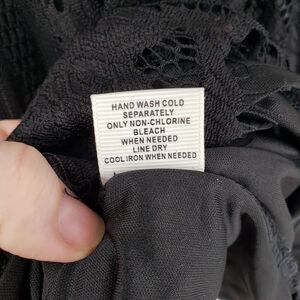 HAND WASH COLD
SEPARATELY
ONLY NON-CHLORINE
BLEACH
WHEN NEEDED
LINE DRY
COOL IRON WHEN NEEDED